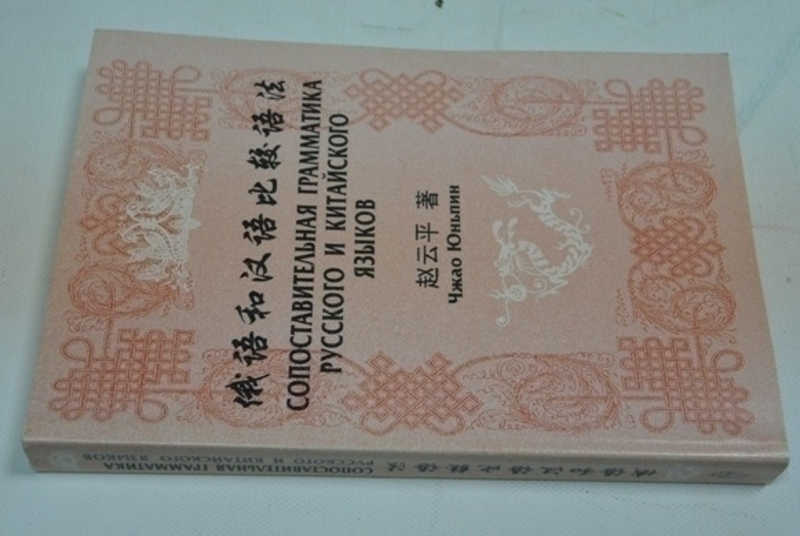 俄语和汉语比较语法
СОПОСТАВИТЕЛЬНАЯ ГРАММАТИКА
РУССКОГО И КИТАЙСКОГО
ЯЗЫКОВ
赵云平 著
Чжао Юньпин
СОПОСТАВИТЕЛЬНАЯ ГРАММАТИКА
РУССКОГО И КИТАЙСКОГО ЯЗЫКОВ
俄语和汉语比较语法